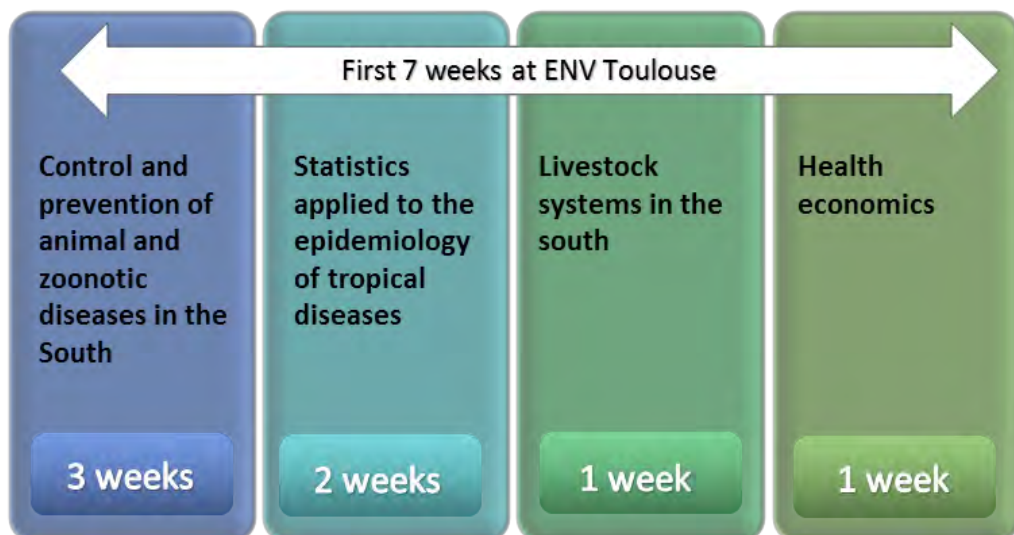 First 7 weeks at ENV Toulouse
Control and
prevention of
animal and
zoonotic
diseases in the
South
3 weeks
Statistics
applied to the
epidemiology
of tropical
diseases
2 weeks
Livestock
systems in the
south
1 week
Health
economics
1 week